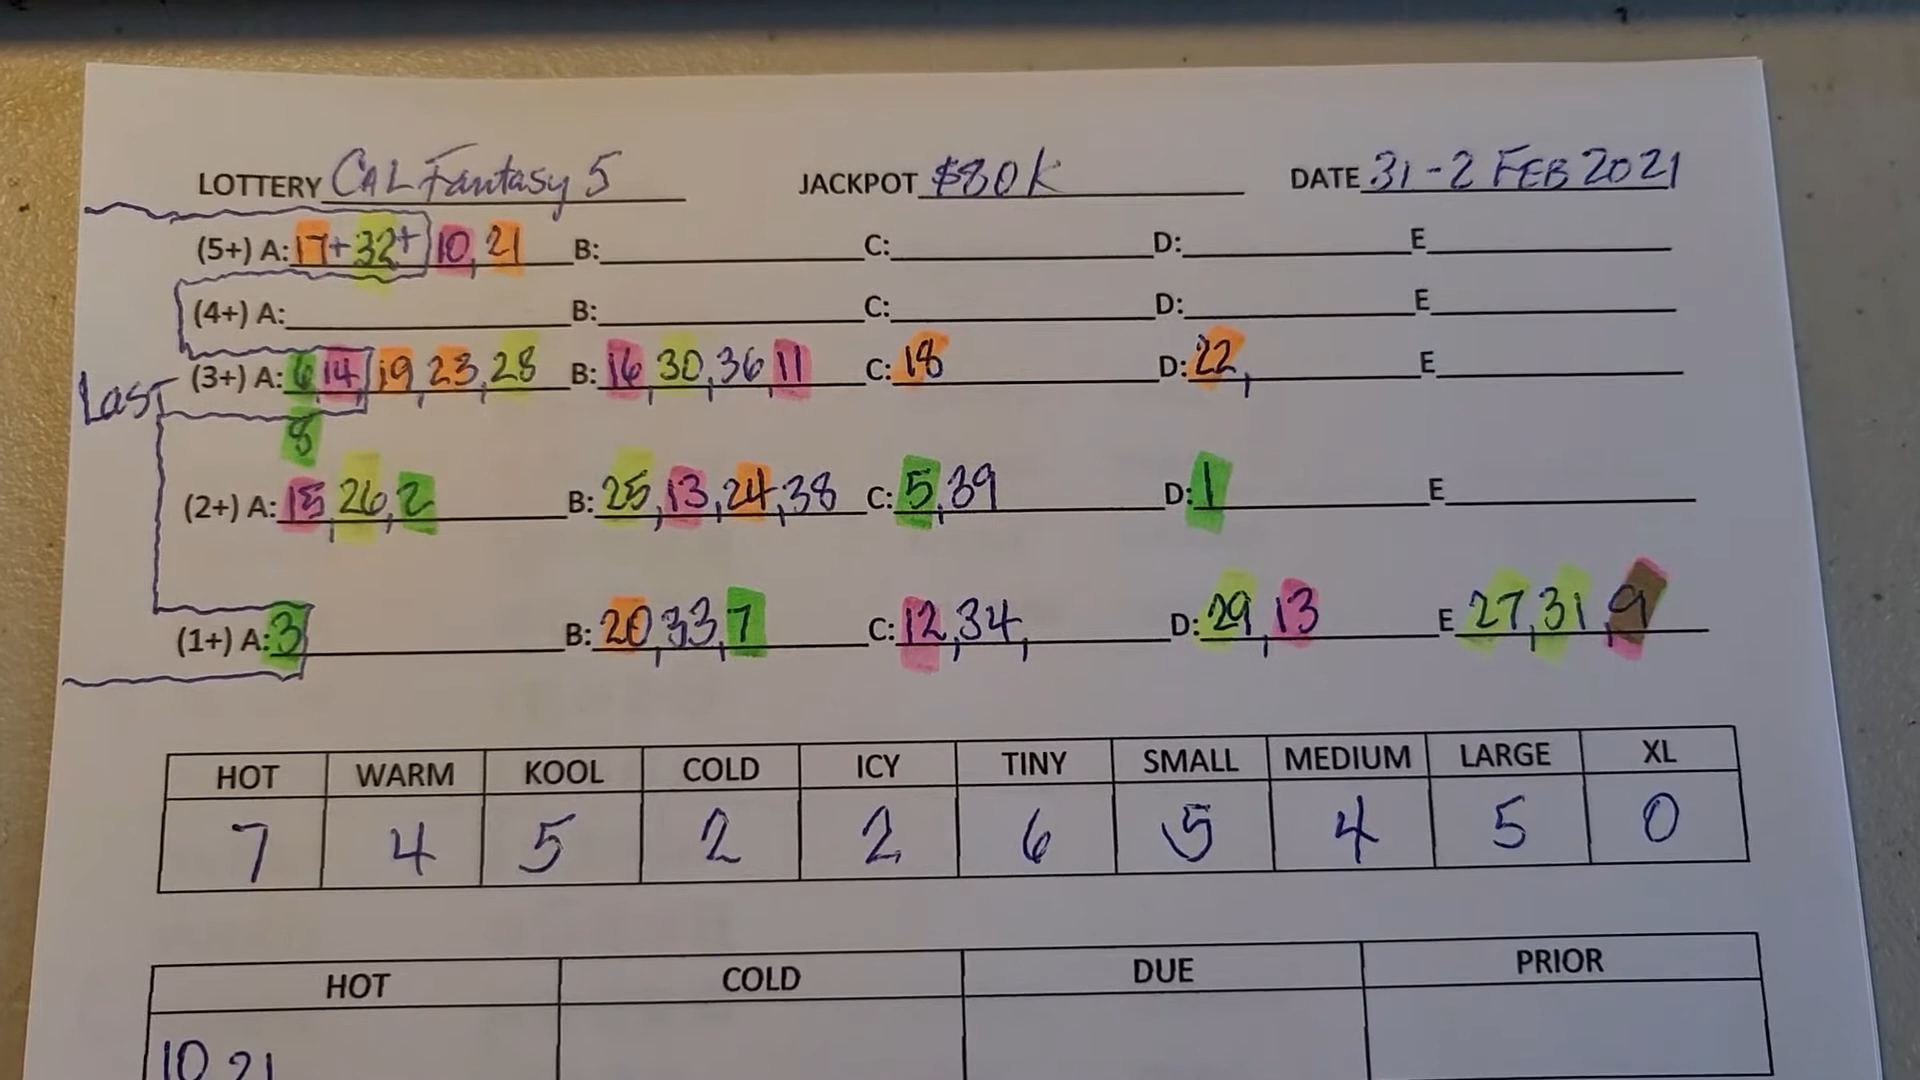 LOTTERY CAL Fantasy 5 JACKPOT $80K DATE 31-2 FEB 2021
(5+) A: 17+32+ 10, 21 B: C: D: E
(4+) A: B: C: D: E
Last (3+) A: 6, 14, 19, 23, 28 B: 16, 30, 36, 11 C: 18 D: 22, E
8
(2+) A: 15, 26, 2 B: 25, 13, 24, 38 C: 5, 39 D: 1 E
(1+) A: 3 B: 20, 33, 7 C: 12, 34, D: 29, 13 E 27, 31, 9
HOT WARM KOOL COLD ICY TINY SMALL MEDIUM LARGE XL
7 4 5 2 2 6 5 4 5 0
HOT COLD DUE PRIOR
10 21